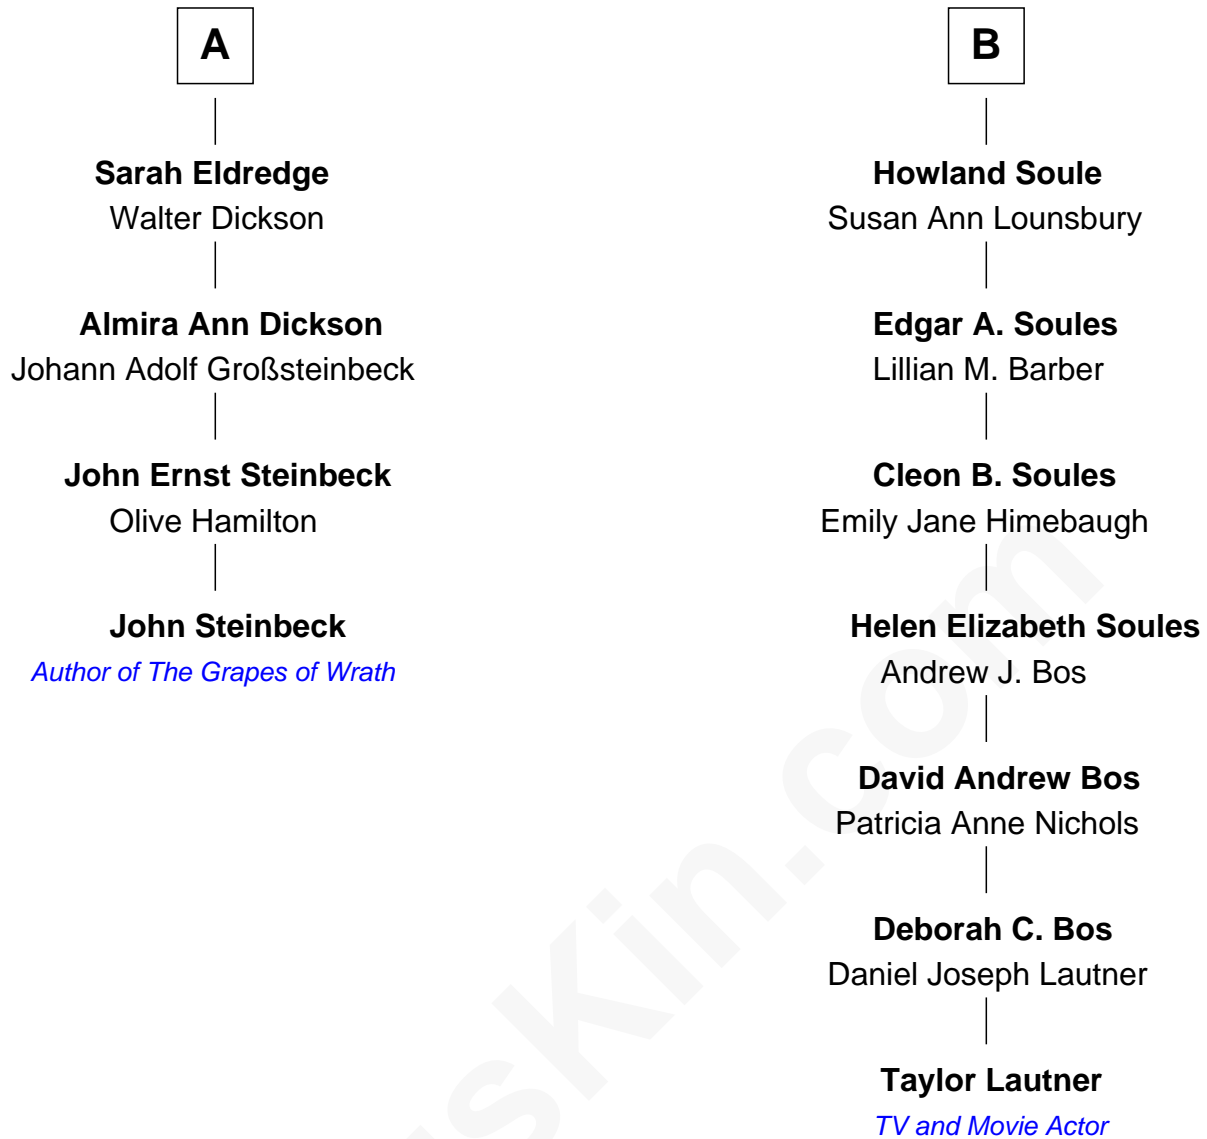 A
Sarah Eldredge
Walter Dickson
Almira Ann Dickson
Johann Adolf Großsteinbeck
John Ernst Steinbeck
Olive Hamilton
John Steinbeck
Author of The Grapes of Wrath
B
Howland Soule
Susan Ann Lounsbury
Edgar A. Soules
Lillian M. Barber
Cleon B. Soules
Emily Jane Himebaugh
Helen Elizabeth Soules
Andrew J. Bos
David Andrew Bos
Patricia Anne Nichols
Deborah C. Bos
Daniel Joseph Lautner
Taylor Lautner
TV and Movie Actor